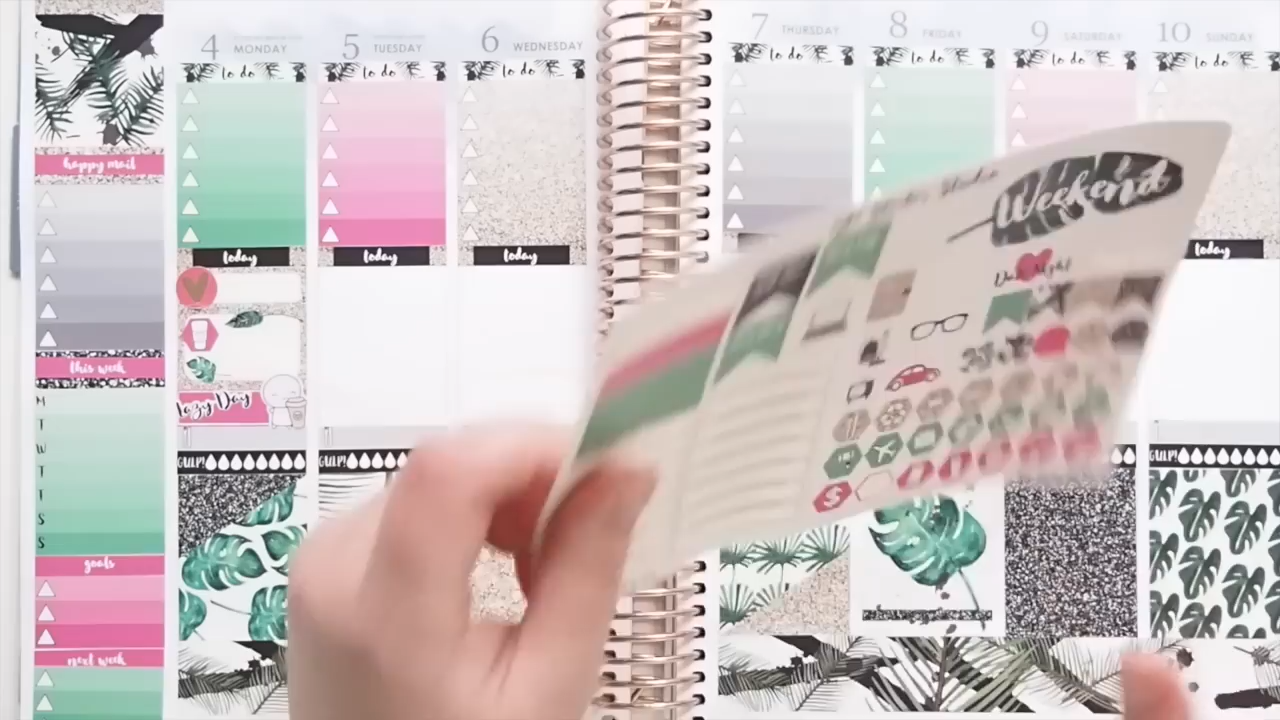 4 MONDAY
5 TUESDAY
6 WEDNESDAY
7 THURSDAY
8 FRIDAY
9 SATURDAY
10 SUNDAY
to do
to do
to do
to do
to do
to do
to do
happy mail
this week
M
T
W
T
T
S
S
goals
next week
today
today
today
today
Lazy Day
GULP!
GULP!
GULP!
Weekend
Date Night